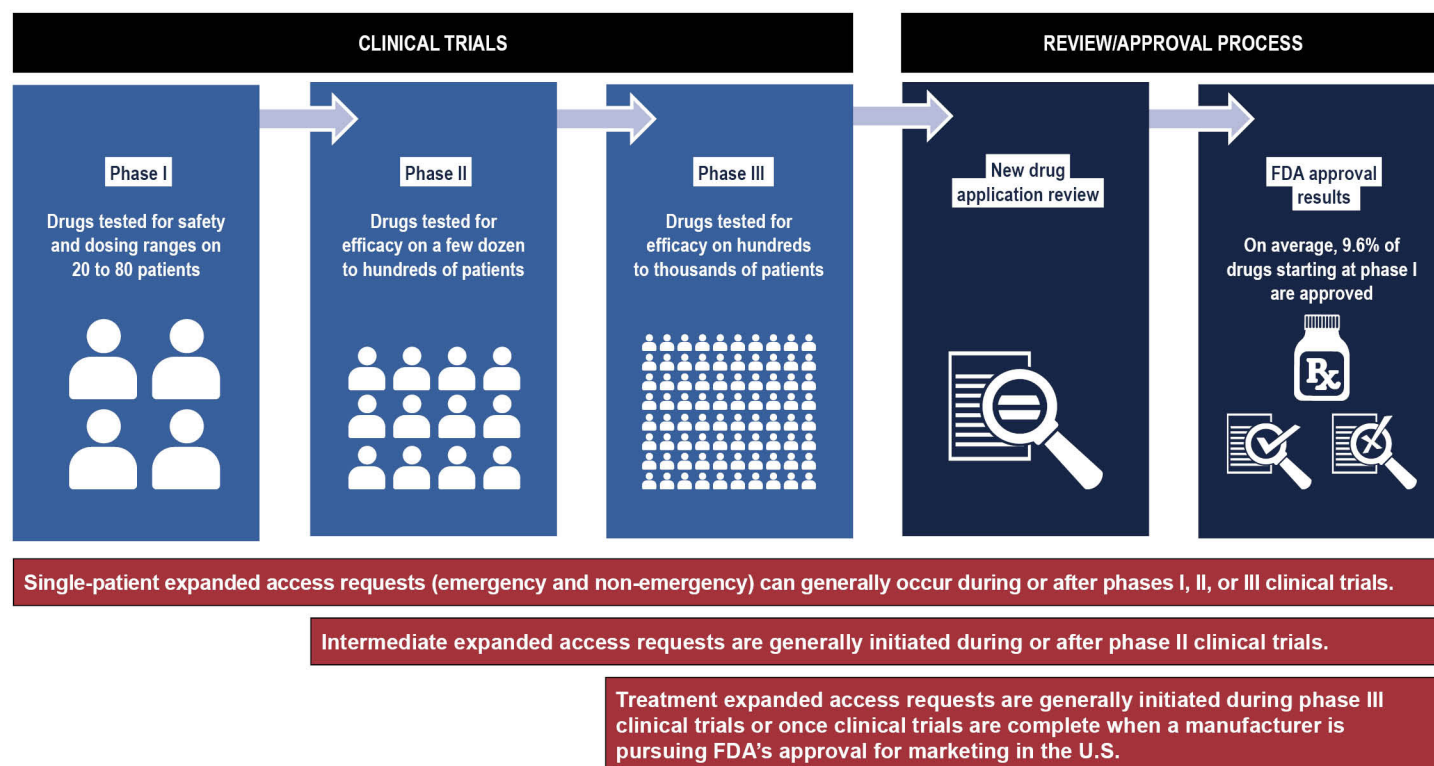 CLINICAL TRIALS
REVIEW/APPROVAL PROCESS
Phase I
Drugs tested for safety
and dosing ranges on
20 to 80 patients
Phase II
Drugs tested for
efficacy on a few dozen
to hundreds of patients
Phase III
Drugs tested for
efficacy on hundreds
to thousands of patients
New drug
application review
FDA approval
results
On average, 9.6% of
drugs starting at phase I
are approved
Rx
Single-patient expanded access requests (emergency and non-emergency) can generally occur during or after phases I, II, or III clinical trials.
Intermediate expanded access requests are generally initiated during or after phase II clinical trials.
Treatment expanded access requests are generally initiated during phase III
clinical trials or once clinical trials are complete when a manufacturer is
pursuing FDA's approval for marketing in the U.S.